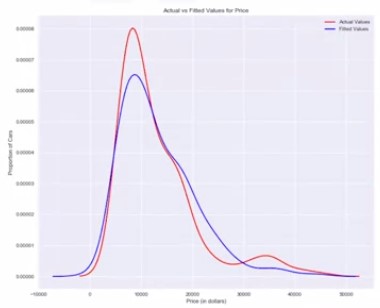 Actual vs Fitted Values for Price
Actual Values
Fitted Values
0.00008
0.00007
0.00006
0.00005
0.00004
0.00003
0.00002
0.00001
0.00000
Proportion of Cars
-10000 0 10000 20000 30000 40000 50000
Price (in dollars)